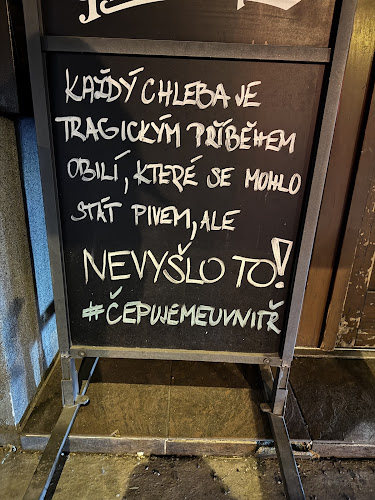 KAŽDÝ CHLEBA JE
TRAGICKÝM PŘÍBĚHEM
OBILÍ, KTERÉ SE MOHLO
STÁT PIVEM, ALE
NEVYŠLO TO!
#ČEPUJEMEUVNITŘ